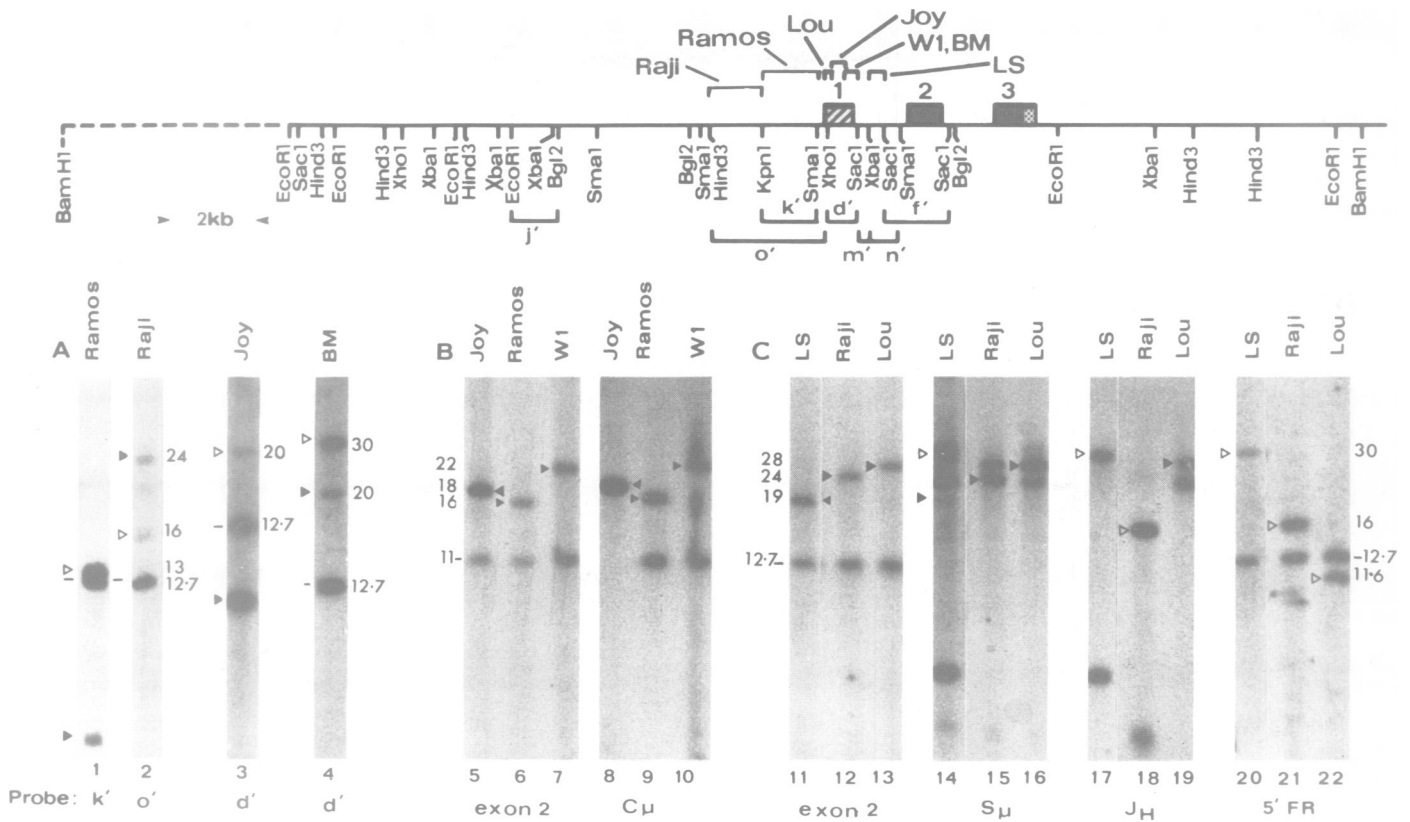 Joy
Lou
W1,BM
Ramos
LS
Raji
1 2 3
BamH1 EcoR1 Sac1 Hind3 EcoR1 Hind3 Xho1 Xba1 EcoR1 Hind3 Xba1 EcoR1 Xba1 Bgl2 Sma1 Bgl2 Sma1 Hind3 Kpn1 Sma1 Xho1 Sac1 Xba1 Sac1 Sma1 Sac1 Bgl2 EcoR1 Xba1 Hind3 Hind3 EcoR1 BamH1
2kb
j′ k′ d′ f′
o′ m′ n′
A Ramos Raji Joy BM
B Joy Ramos W1 Joy Ramos W1
C LS Raji Lou LS Raji Lou LS Raji Lou LS Raji Lou
24
16
13
12·7
20
12·7
30
20
12·7
22
18
16
11
28
24
19
12·7
30
16
12·7
11·6
1 2 3 4 5 6 7 8 9 10 11 12 13 14 15 16 17 18 19 20 21 22
Probe: k′ o′ d′ d′ exon 2 Cμ exon 2 Sμ JH 5′ FR